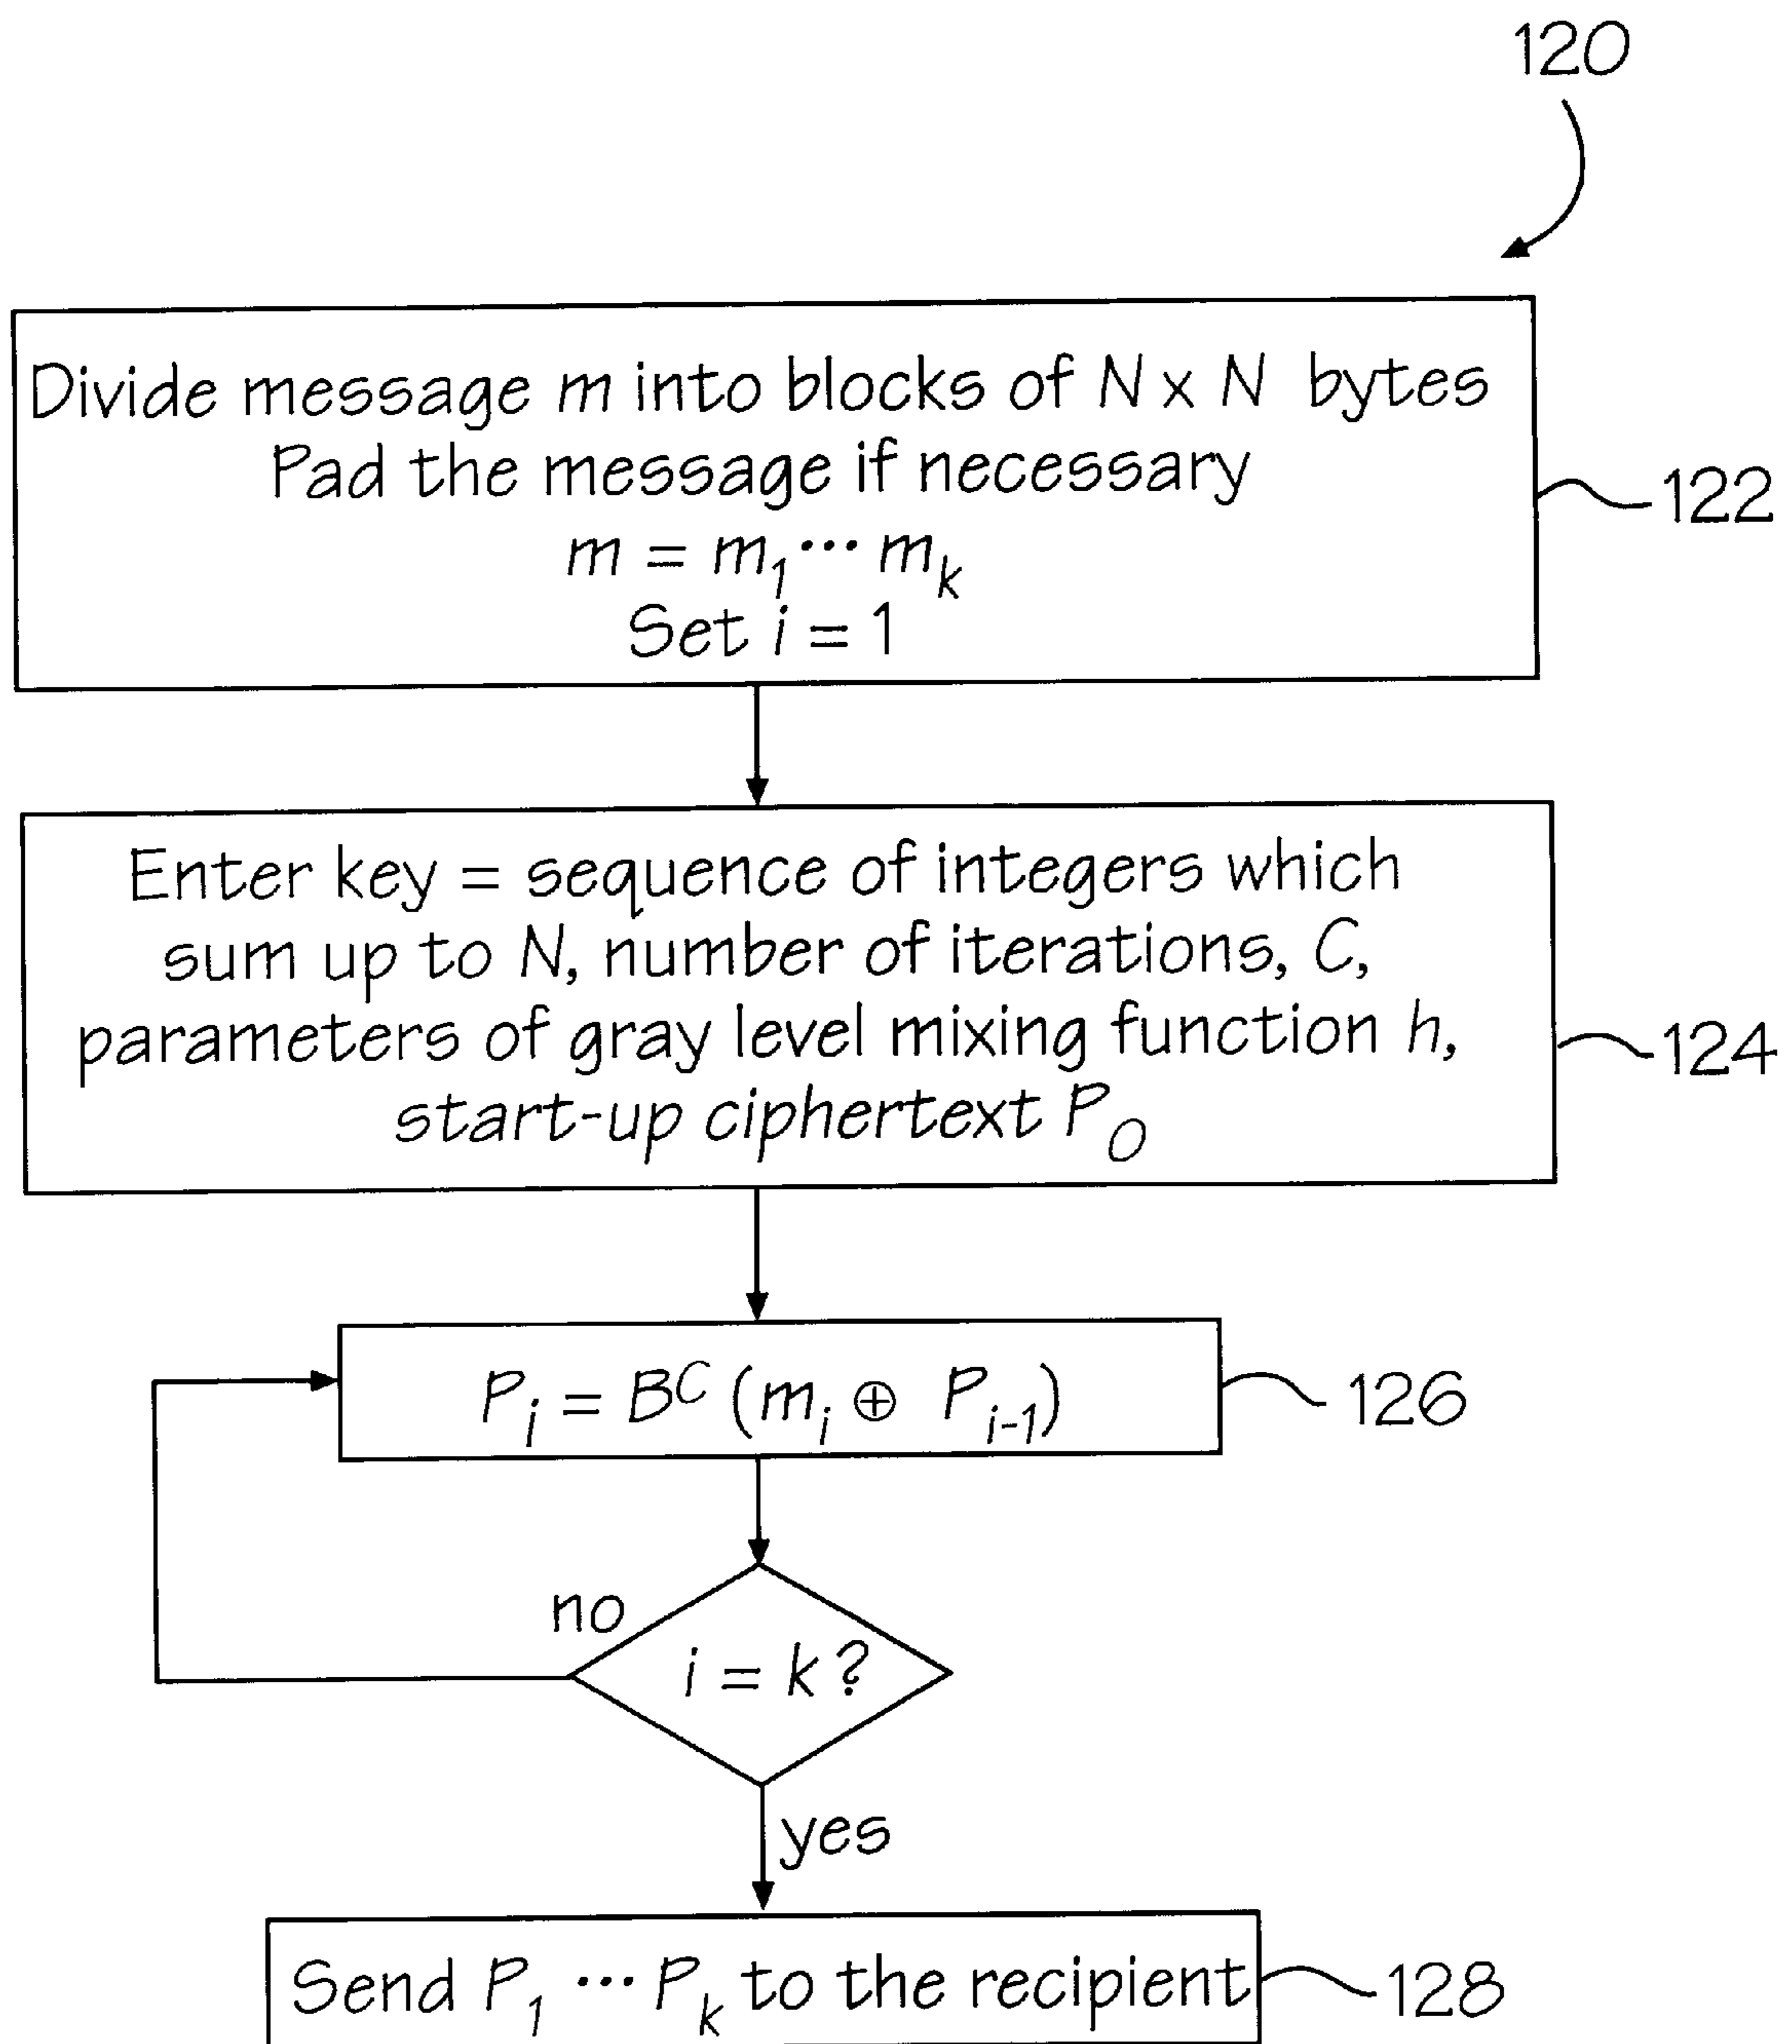 120
Divide message m into blocks of N x N bytes
Pad the message if necessary
m = m₁ ··· mₖ
Set i = 1
122
Enter key = sequence of integers which
sum up to N, number of iterations, C,
parameters of gray level mixing function h,
start-up ciphertext P₀
124
Pᵢ = Bᶜ (mᵢ ⊕ Pᵢ₋₁)
126
no
i = k ?
yes
Send P₁ ··· Pₖ to the recipient
128